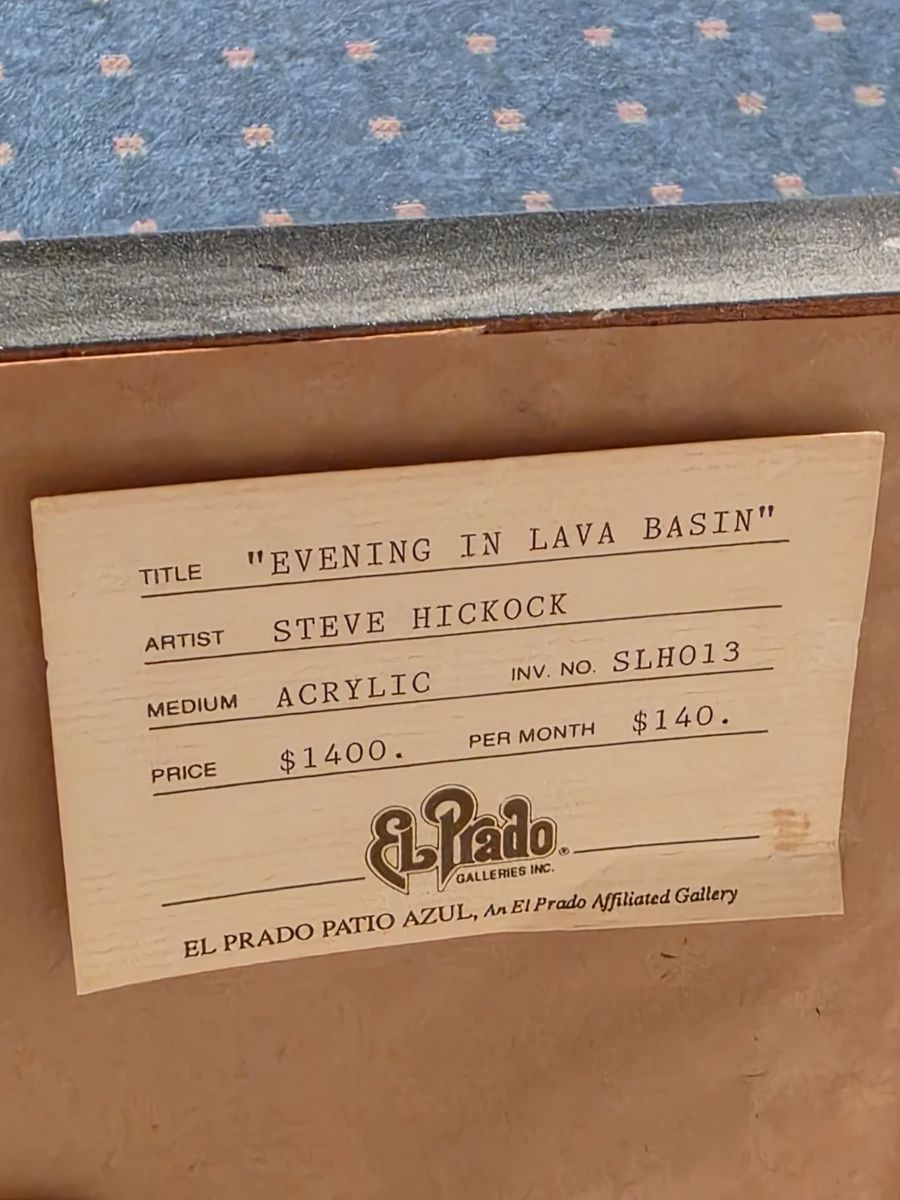 TITLE "EVENING IN LAVA BASIN"
ARTIST STEVE HICKOCK
MEDIUM ACRYLIC INV. NO. SLH013
PRICE $1400. PER MONTH $140.
EL Prado ®
GALLERIES INC.
EL PRADO PATIO AZUL, An El Prado Affiliated Gallery